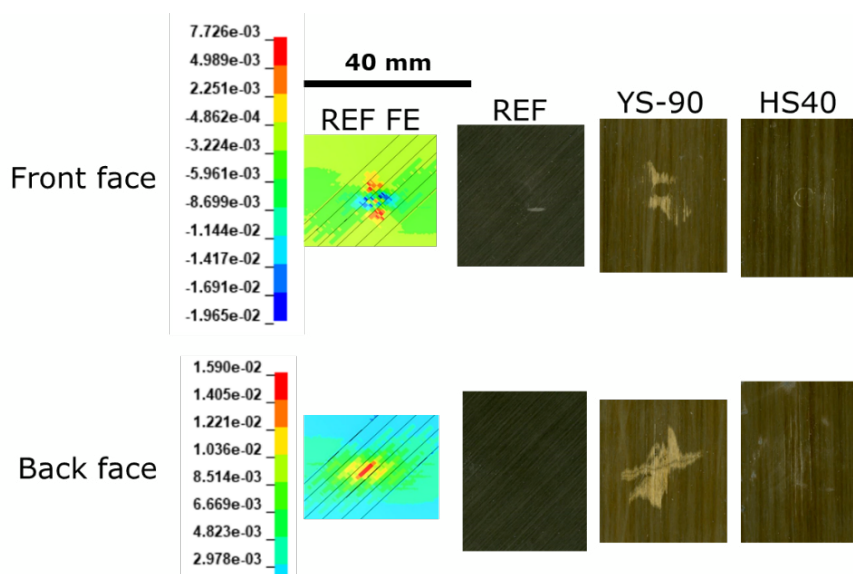 7.726e-03
4.989e-03
2.251e-03
-4.862e-04
-3.224e-03
-5.961e-03
-8.699e-03
-1.144e-02
-1.417e-02
-1.691e-02
-1.965e-02
40 mm
REF FE
REF
YS-90
HS40
Front face
1.590e-02
1.405e-02
1.221e-02
1.036e-02
8.514e-03
6.669e-03
4.823e-03
2.978e-03
Back face